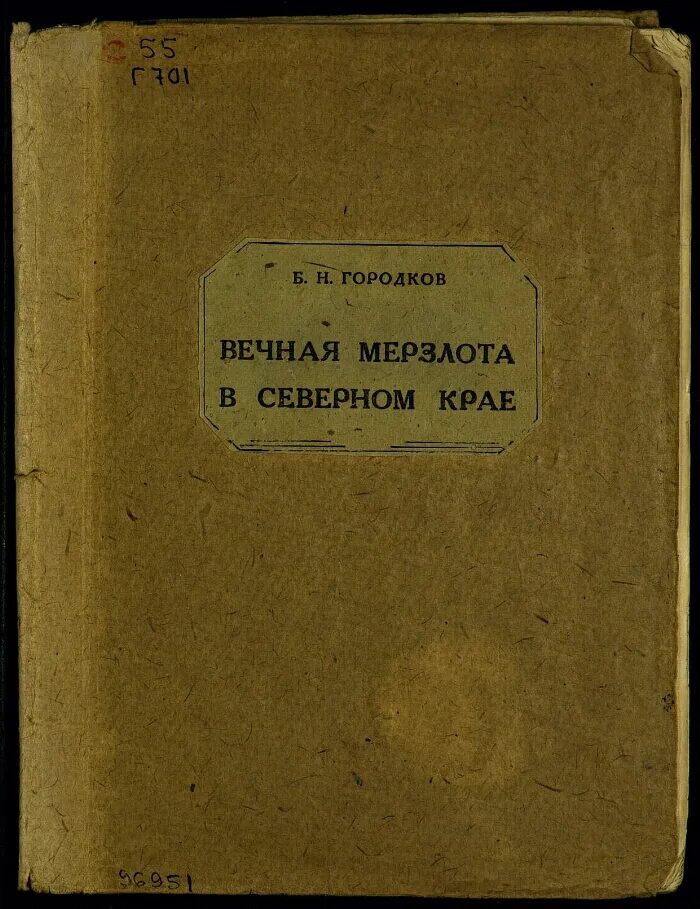 55
Г 701
Б. Н. ГОРОДКОВ
ВЕЧНАЯ МЕРЗЛОТА
В СЕВЕРНОМ КРАЕ
96951